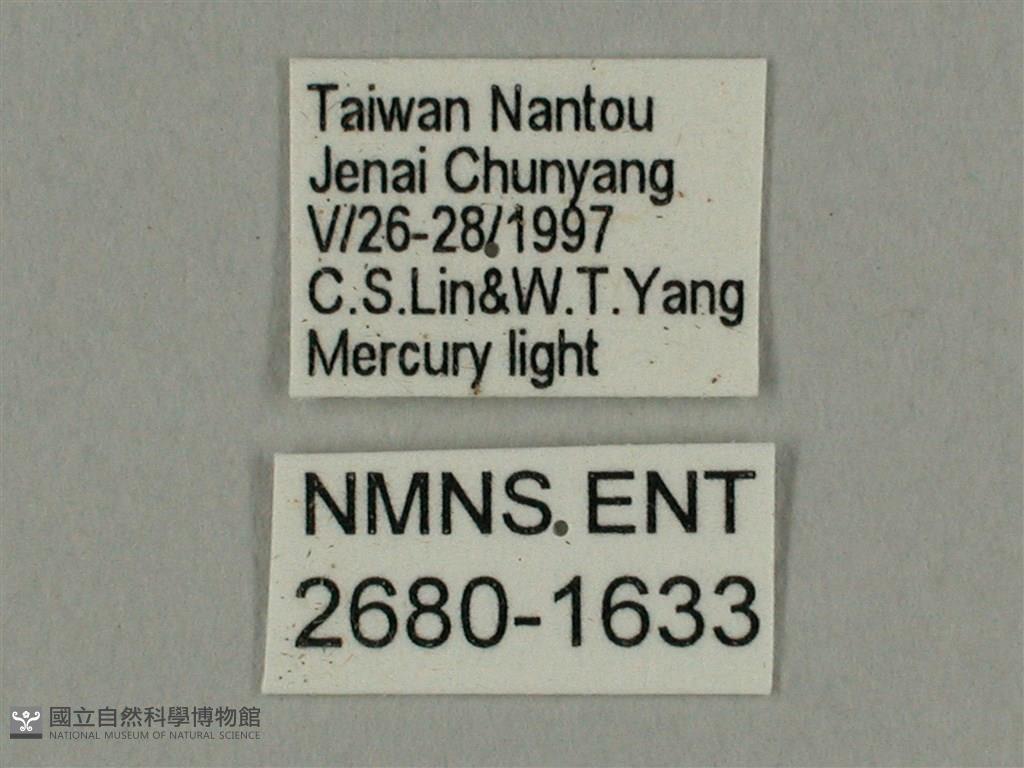 Taiwan Nantou
Jenai Chunyang
V/26-28/1997
C.S.Lin&W.T.Yang
Mercury light
NMNS ENT
2680-1633
國立自然科學博物館
NATIONAL MUSEUM OF NATURAL SCIENCE